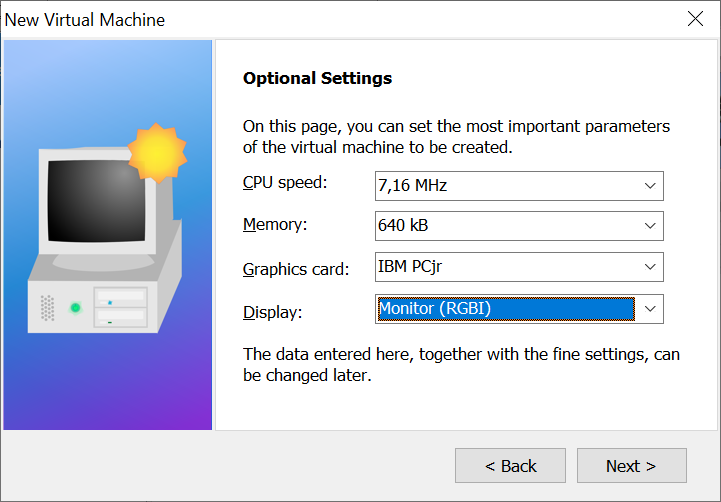 New Virtual Machine
Optional Settings
On this page, you can set the most important parameters
of the virtual machine to be created.
CPU speed: 7,16 MHz
Memory: 640 kB
Graphics card: IBM PCjr
Display: Monitor (RGBI)
The data entered here, together with the fine settings, can
be changed later.
< Back Next >